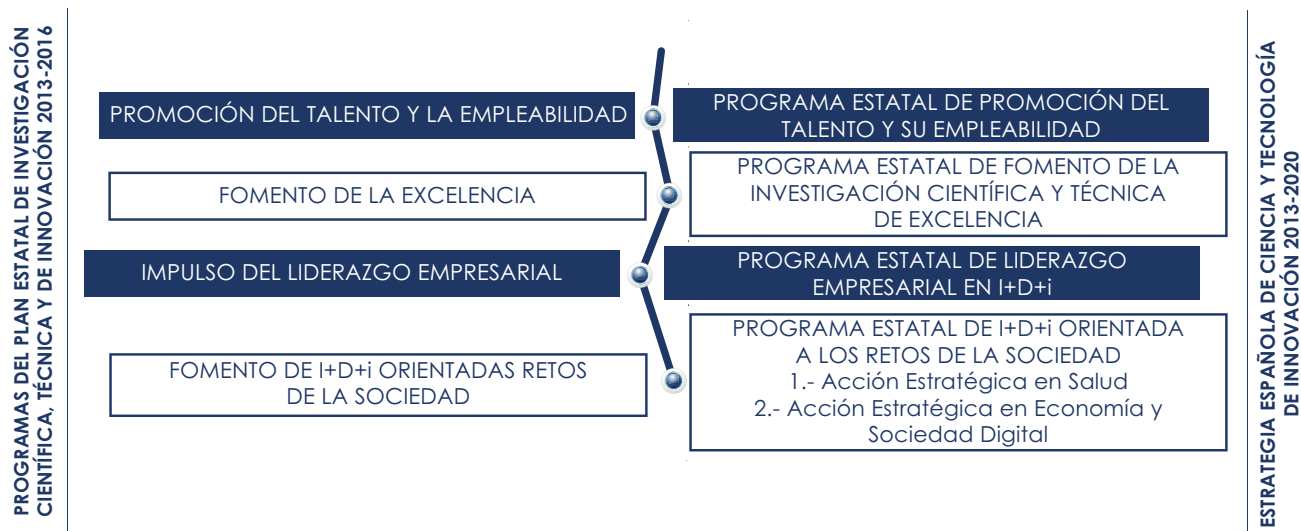 PROGRAMAS DEL PLAN ESTATAL DE INVESTIGACIÓN
CIENTÍFICA, TÉCNICA Y DE INNOVACIÓN 2013-2016
PROMOCIÓN DEL TALENTO Y LA EMPLEABILIDAD
PROGRAMA ESTATAL DE PROMOCIÓN DEL
TALENTO Y SU EMPLEABILIDAD
FOMENTO DE LA EXCELENCIA
PROGRAMA ESTATAL DE FOMENTO DE LA
INVESTIGACIÓN CIENTÍFICA Y TÉCNICA
DE EXCELENCIA
IMPULSO DEL LIDERAZGO EMPRESARIAL
PROGRAMA ESTATAL DE LIDERAZGO
EMPRESARIAL EN I+D+i
FOMENTO DE I+D+i ORIENTADAS RETOS
DE LA SOCIEDAD
PROGRAMA ESTATAL DE I+D+i ORIENTADA
A LOS RETOS DE LA SOCIEDAD
1.- Acción Estratégica en Salud
2.- Acción Estratégica en Economía y
Sociedad Digital
ESTRATEGIA ESPAÑOLA DE CIENCIA Y TECNOLOGÍA
DE INNOVACIÓN 2013-2020